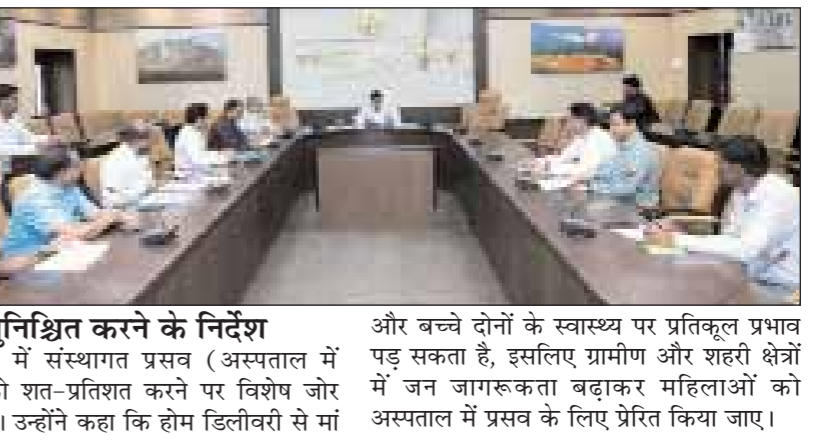 निश्चित करने के निर्देश
में संस्थागत प्रसव (अस्पताल में
शत-प्रतिशत करने पर विशेष जोर
। उन्होंने कहा कि होम डिलीवरी से मां
और बच्चे दोनों के स्वास्थ्य पर प्रतिकूल प्रभाव
पड़ सकता है, इसलिए ग्रामीण और शहरी क्षेत्रों
में जन जागरूकता बढ़ाकर महिलाओं को
अस्पताल में प्रसव के लिए प्रेरित किया जाए।